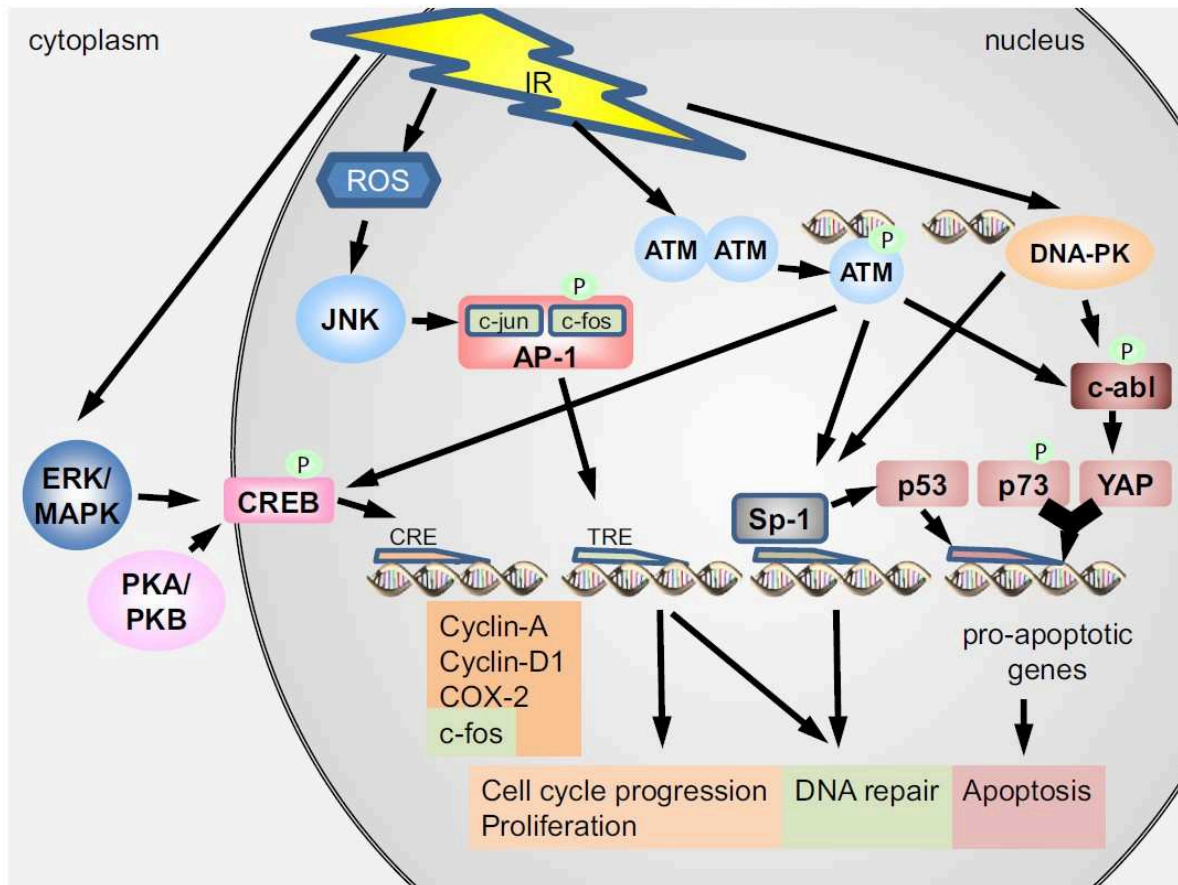 cytoplasm
nucleus
IR
ROS
ATM
ATM
P
ATM
DNA-PK
JNK
P
c-jun
c-fos
AP-1
P
c-abl
ERK/
MAPK
P
CREB
PKA/
PKB
p53
P
p73
YAP
Sp-1
CRE
TRE
Cyclin-A
Cyclin-D1
COX-2
c-fos
pro-apoptotic
genes
Cell cycle progression
Proliferation
DNA repair
Apoptosis